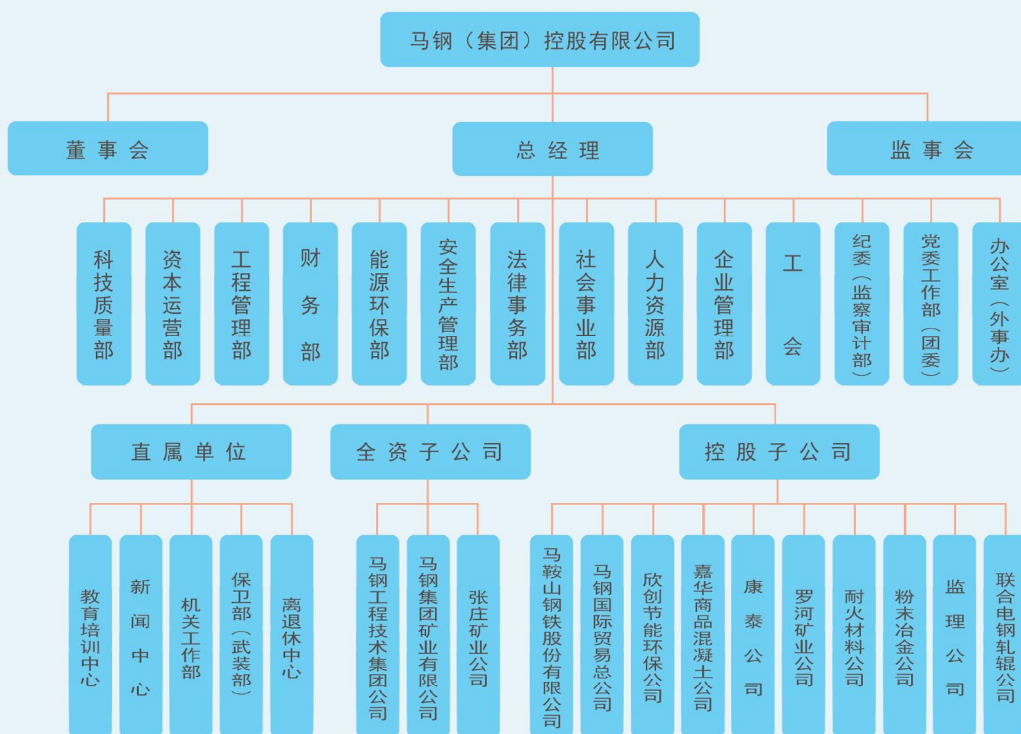 马钢（集团）控股有限公司
董事会
总经理
监事会
科技质量部
资本运营部
工程管理部
财务部
能源环保部
安全生产管理部
法律事务部
社会事业部
人力资源部
企业管理部
工会
纪委（监察审计部）
党委工作部（团委）
办公室（外事办）
直属单位
全资子公司
控股子公司
教育培训中心
新闻中心
机关工作部
保卫部（武装部）
离退休中心
马钢工程技术集团公司
马钢集团矿业有限公司
张庄矿业公司
马鞍山钢铁股份有限公司
马钢国际贸易总公司
欣创节能环保公司
嘉华商品混凝土公司
康泰公司
罗河矿业公司
耐火材料公司
粉末冶金公司
监理公司
联合电钢轧辊公司